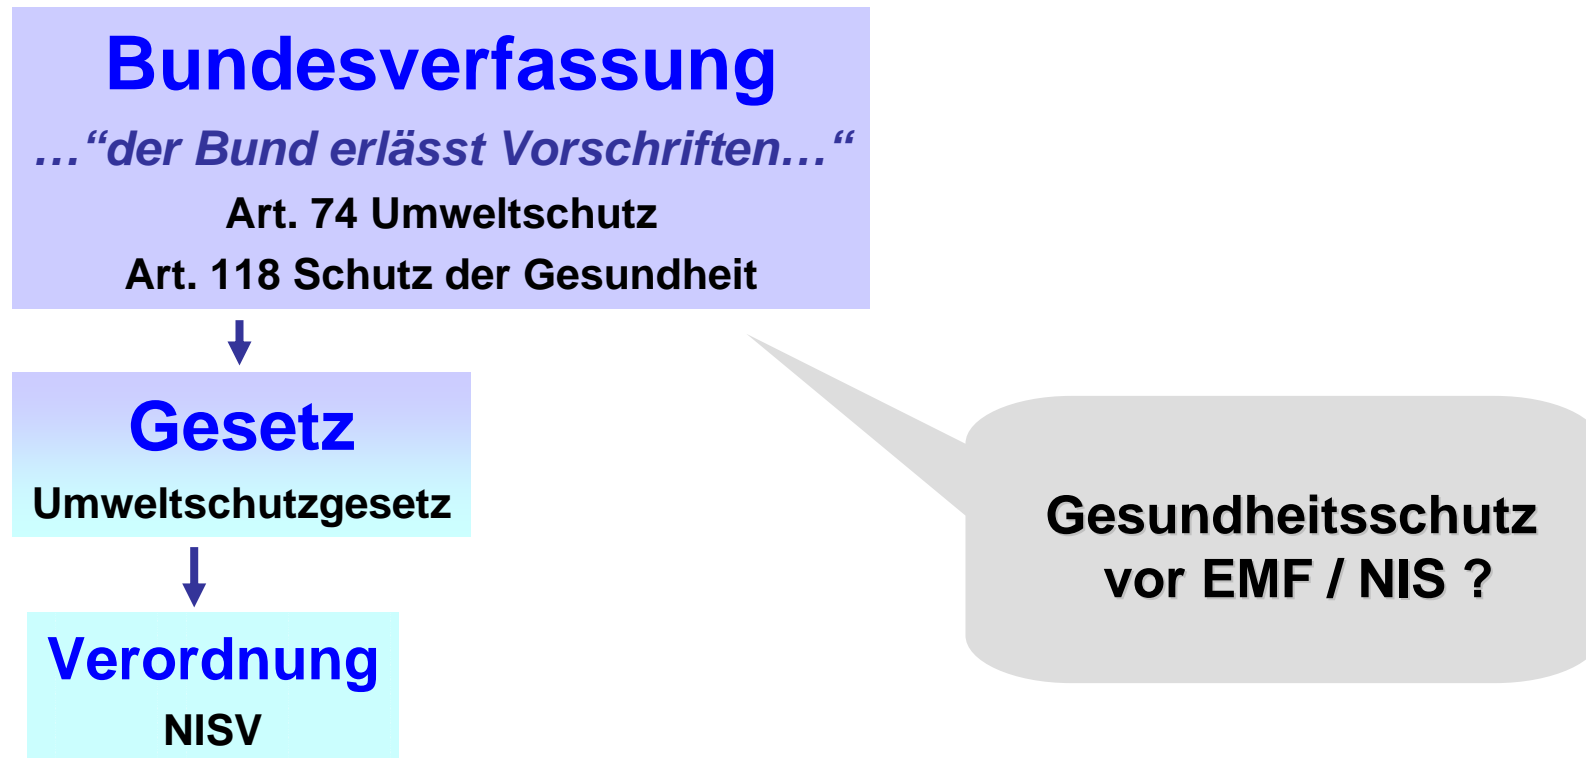 Bundesverfassung
…“der Bund erlässt Vorschriften…“
Art. 74 Umweltschutz
Art. 118 Schutz der Gesundheit
Gesetz
Umweltschutzgesetz
Verordnung
NISV
Gesundheitsschutz
vor EMF / NIS ?